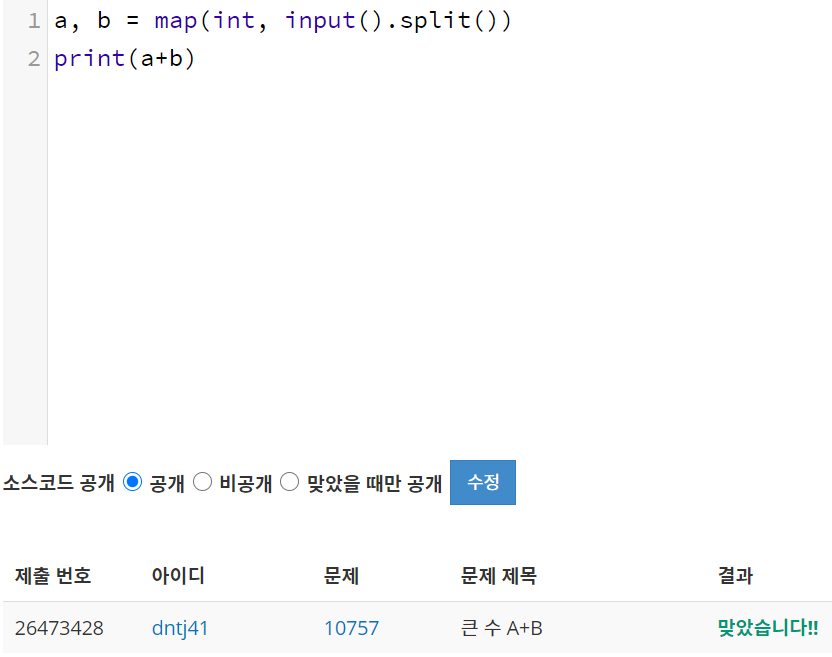 1 a, b = map(int, input().split())
2 print(a+b)
소스코드 공개 공개 비공개 맞았을 때만 공개 수정
제출 번호 아이디 문제 문제 제목 결과
26473428 dntj41 10757 큰 수 A+B 맞았습니다!!